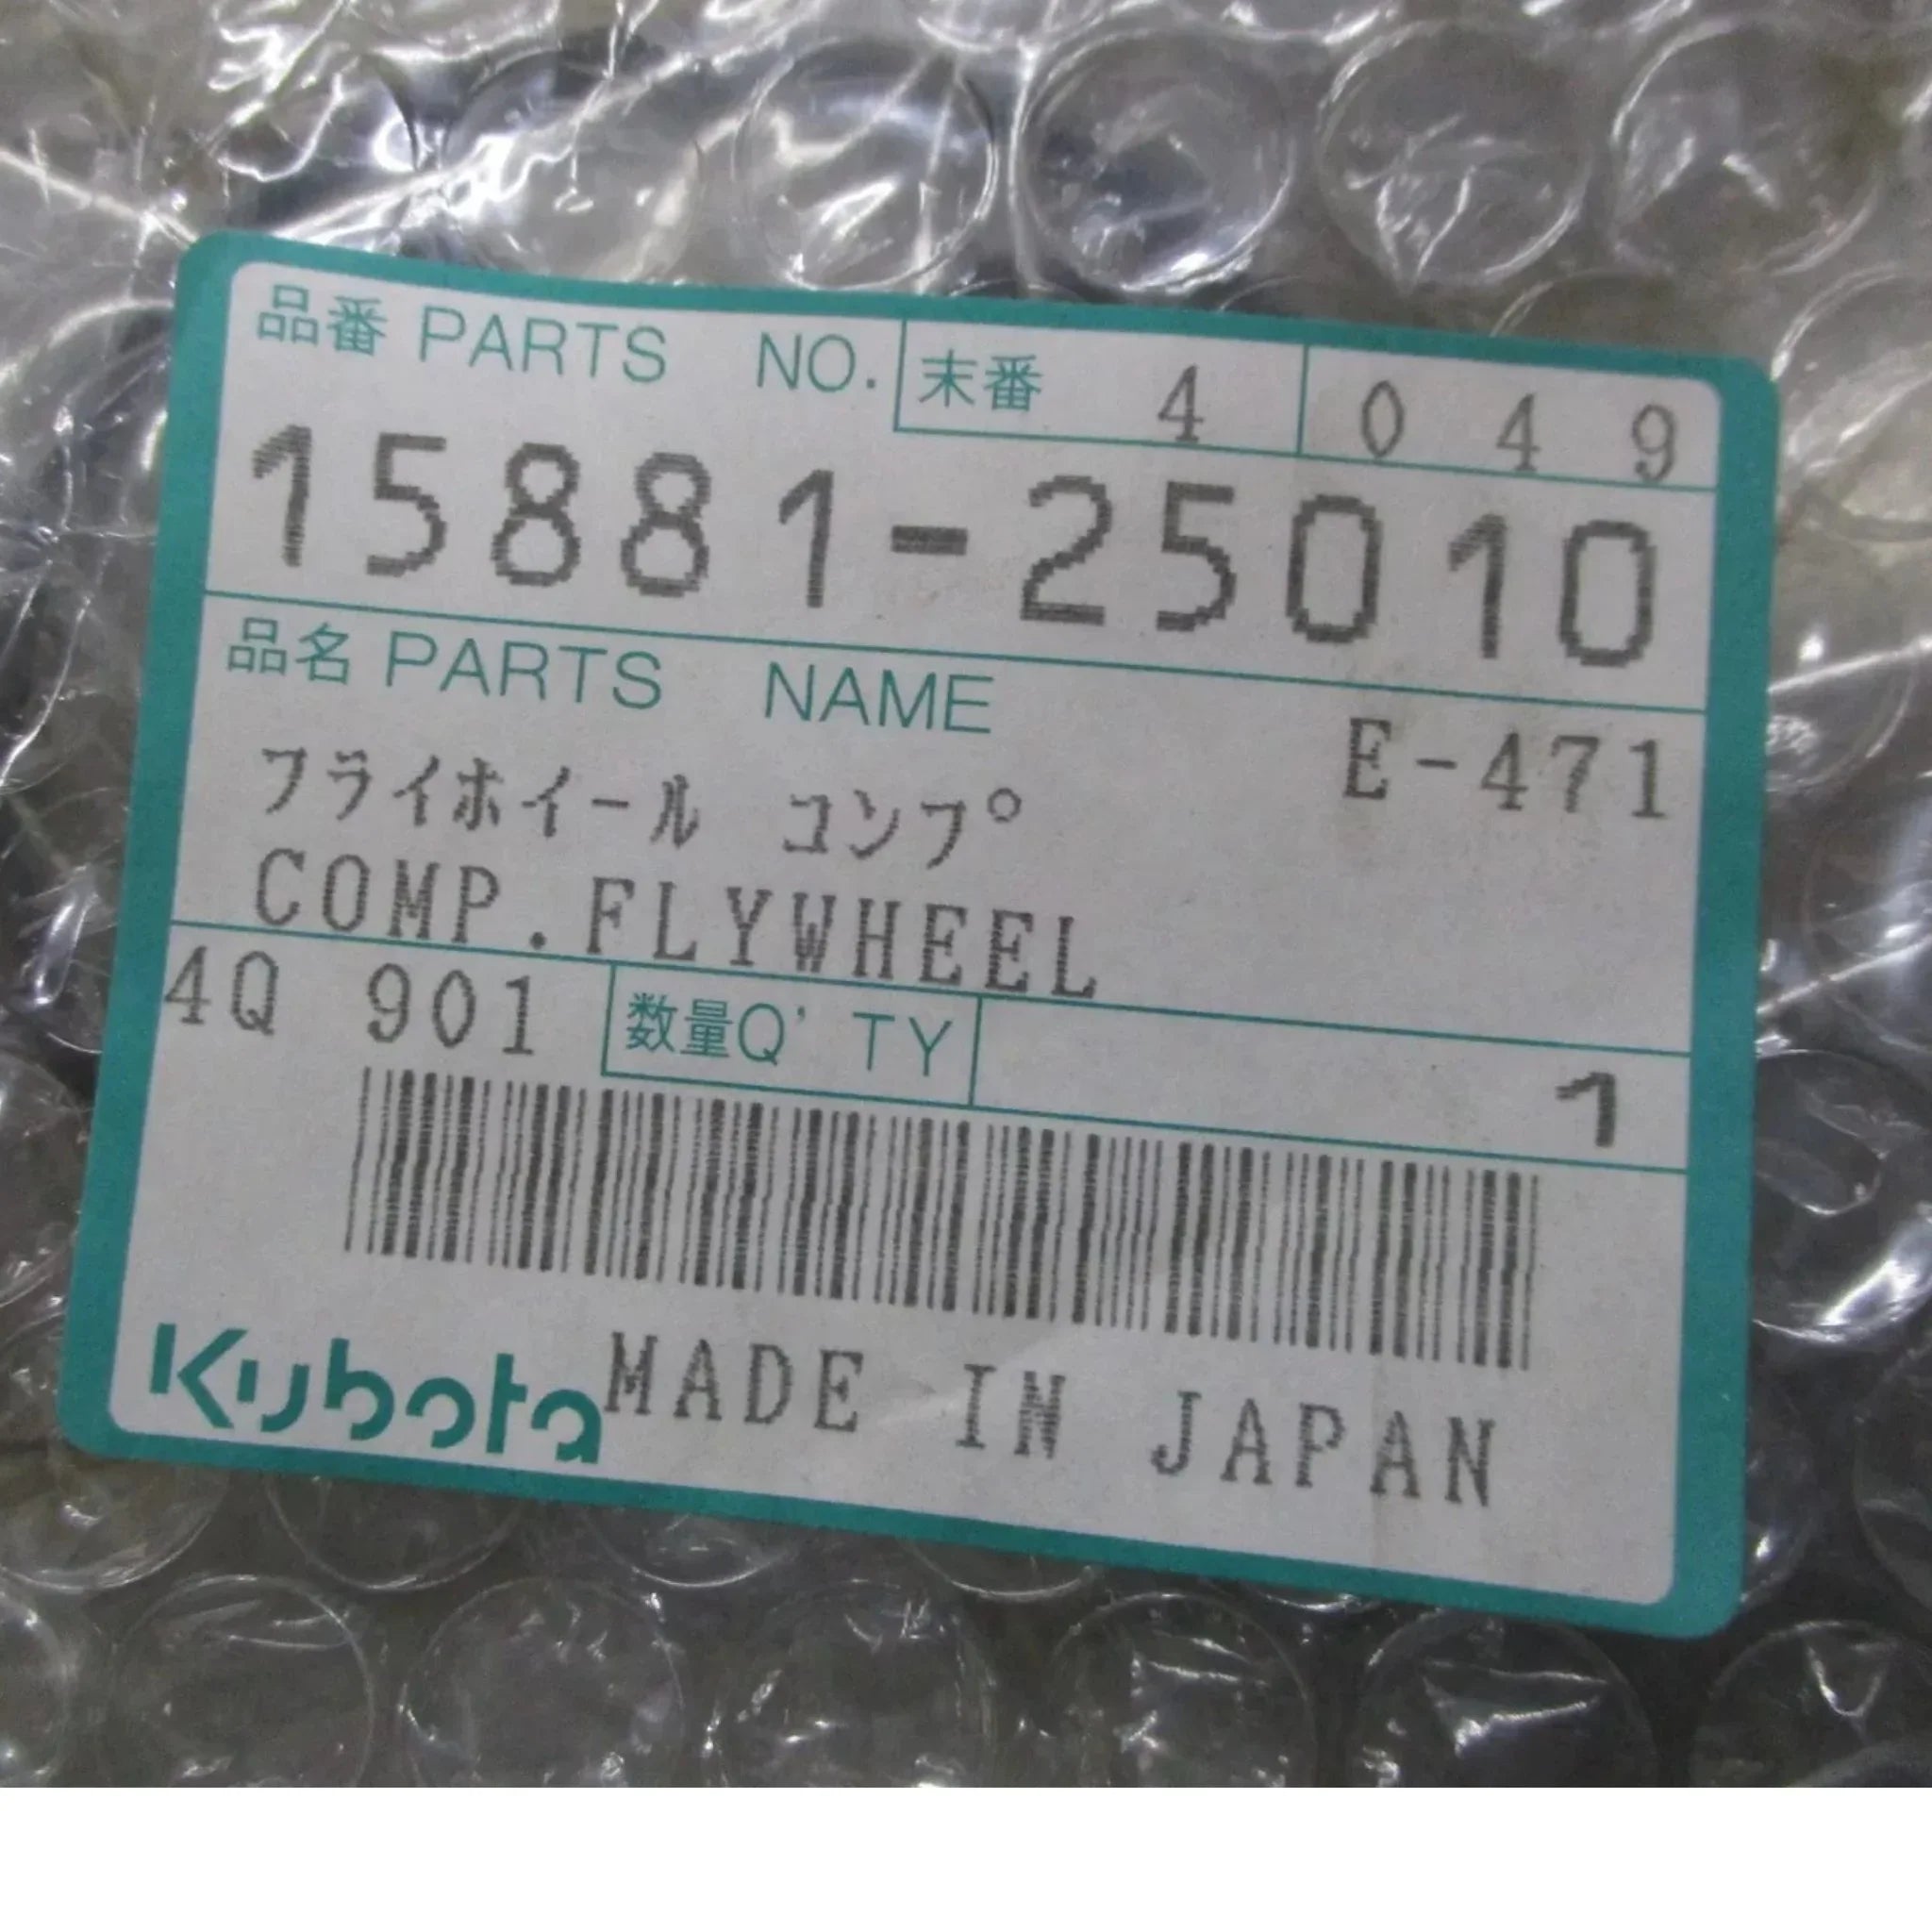 品番 PARTS NO. 末番 4 049
15881-25010
品名 PARTS NAME
E-471
フライホイール コンプ
COMP.FLYWHEEL
4Q 901 数量Q'TY 1
Kubota MADE IN JAPAN